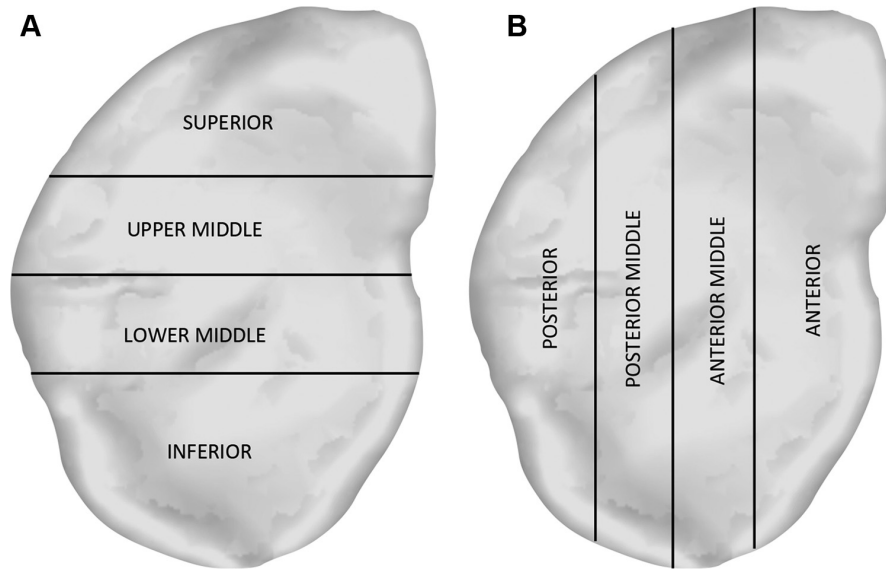 A
SUPERIOR
UPPER MIDDLE
LOWER MIDDLE
INFERIOR
B
POSTERIOR
POSTERIOR MIDDLE
ANTERIOR MIDDLE
ANTERIOR